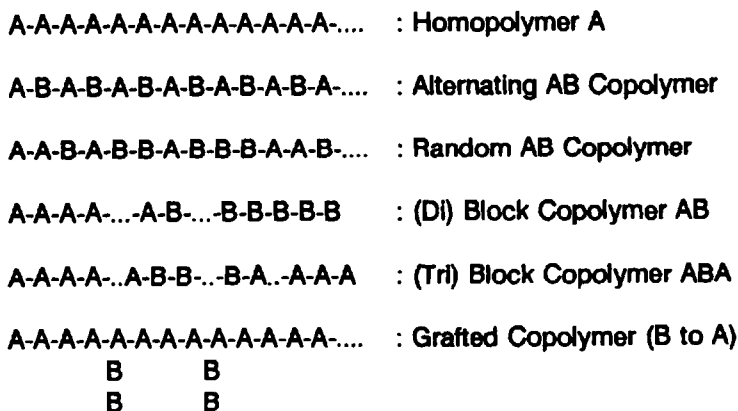 A-A-A-A-A-A-A-A-A-A-A-A-A-.... : Homopolymer A
A-B-A-B-A-B-A-B-A-B-A-B-A-.... : Alternating AB Copolymer
A-A-B-A-B-B-A-B-B-B-A-A-B-.... : Random AB Copolymer
A-A-A-A-...-A-B-...-B-B-B-B-B : (Di) Block Copolymer AB
A-A-A-A-..A-B-B-..-B-A..-A-A-A : (Tri) Block Copolymer ABA
A-A-A-A-A-A-A-A-A-A-A-A-A-.... : Grafted Copolymer (B to A)
B B
B B